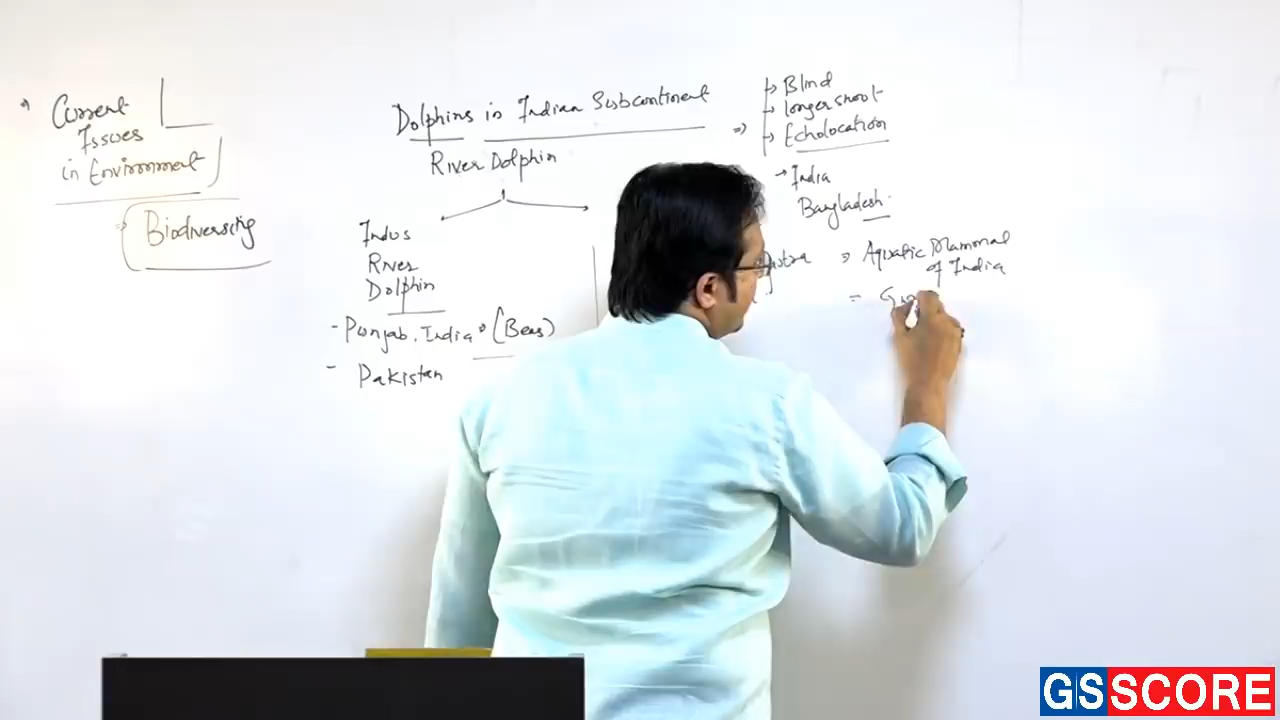 Current
Issues
in Environment
Biodiversity
Dolphins in Indian Subcontinent
River Dolphin
Indus
River
Dolphin
- Punjab, India (Beas)
- Pakistan
→ Blind
→ longer snout
→ Echolocation
→ India
Bangladesh
Aquatic Mammal
of India
GSSCORE